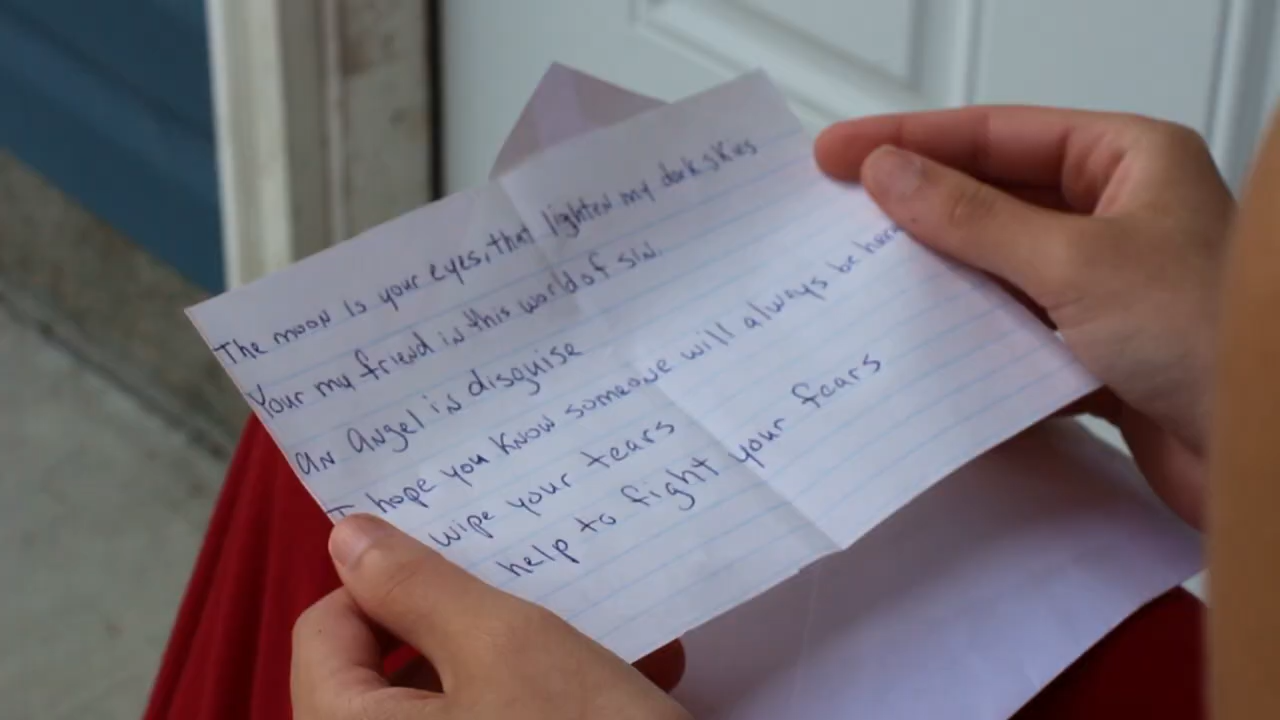 The moon is your eyes, that lighten my dark skies
Your my friend in this world of sin.
an angel in disguise
I hope you know someone will always be here
wipe your tears
help to fight your fears